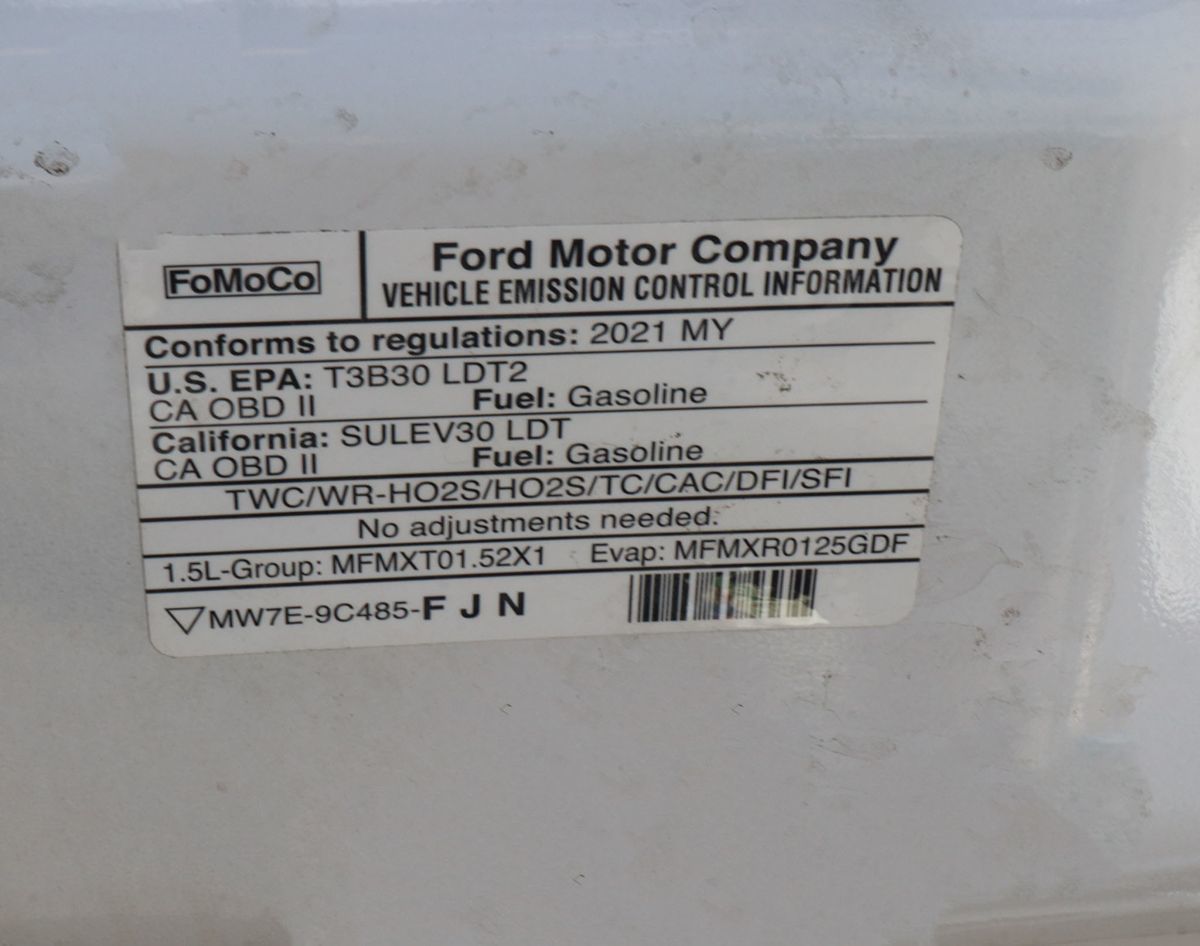 FoMoCo
Ford Motor Company
VEHICLE EMISSION CONTROL INFORMATION
Conforms to regulations: 2021 MY
U.S. EPA: T3B30 LDT2
CA OBD II Fuel: Gasoline
California: SULEV30 LDT
CA OBD II Fuel: Gasoline
TWC/WR-HO2S/HO2S/TC/CAC/DFI/SFI
No adjustments needed.
1.5L-Group: MFMXT01.52X1 Evap: MFMXR0125GDF
MW7E-9C485-F J N